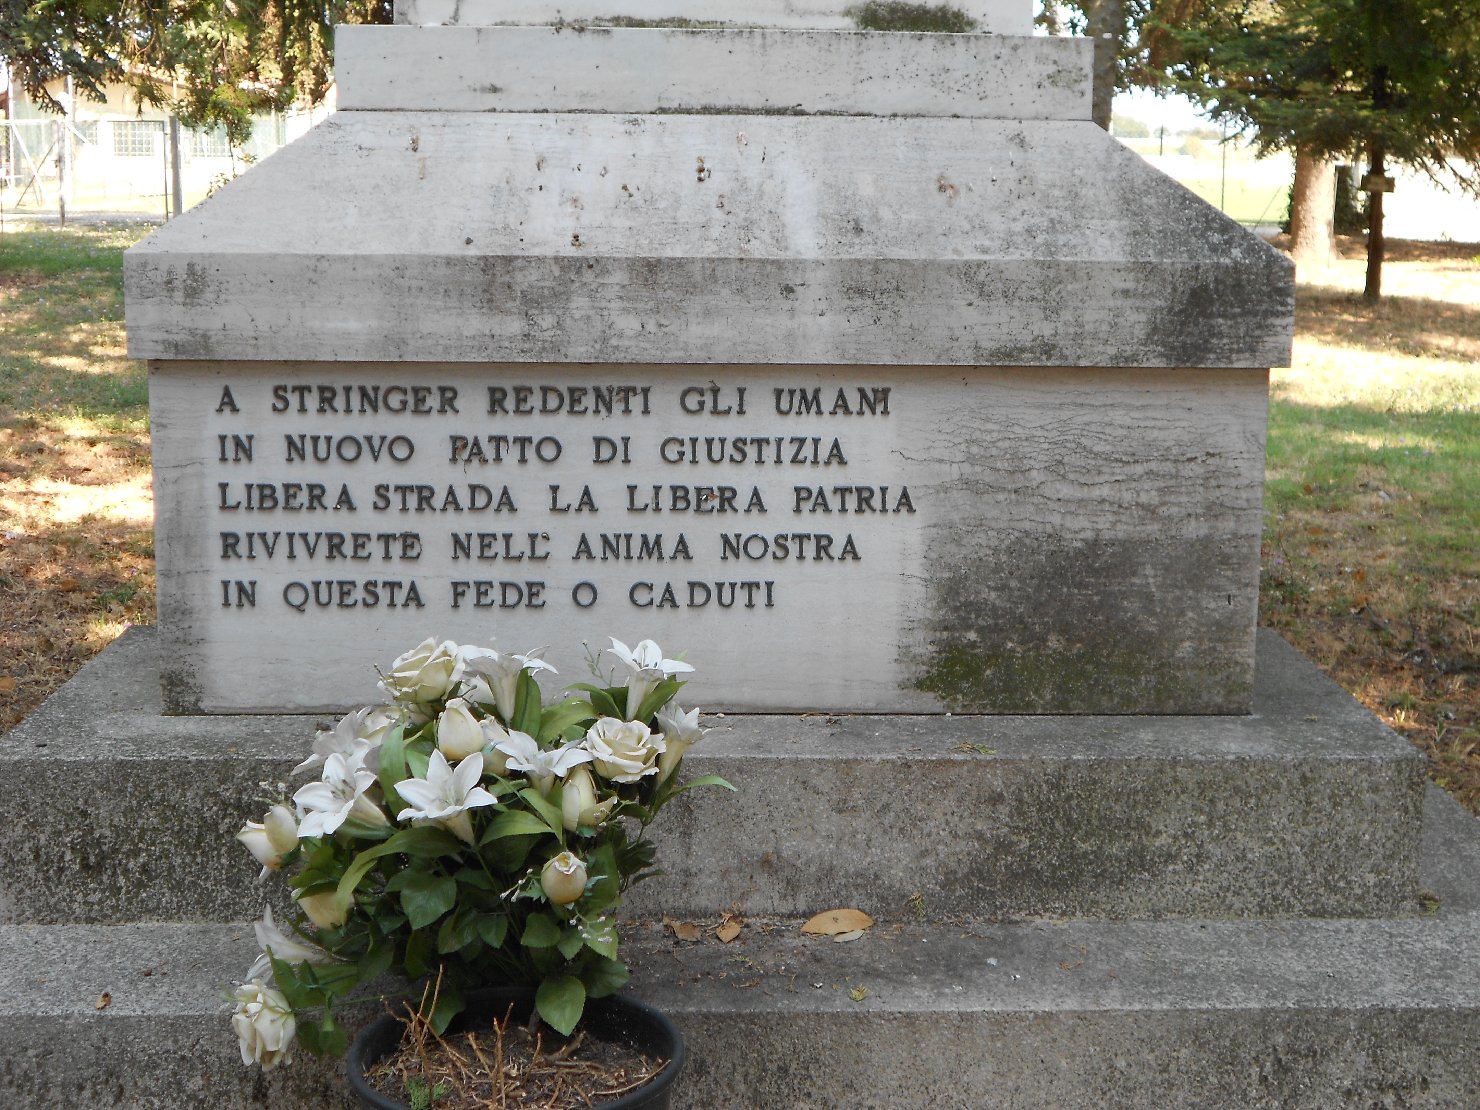 A STRINGER REDENTI GLI UMANI
IN NUOVO PATTO DI GIUSTIZIA
LIBERA STRADA LA LIBERA PATRIA
RIVIVRETE NELL' ANIMA NOSTRA
IN QUESTA FEDE O CADUTI